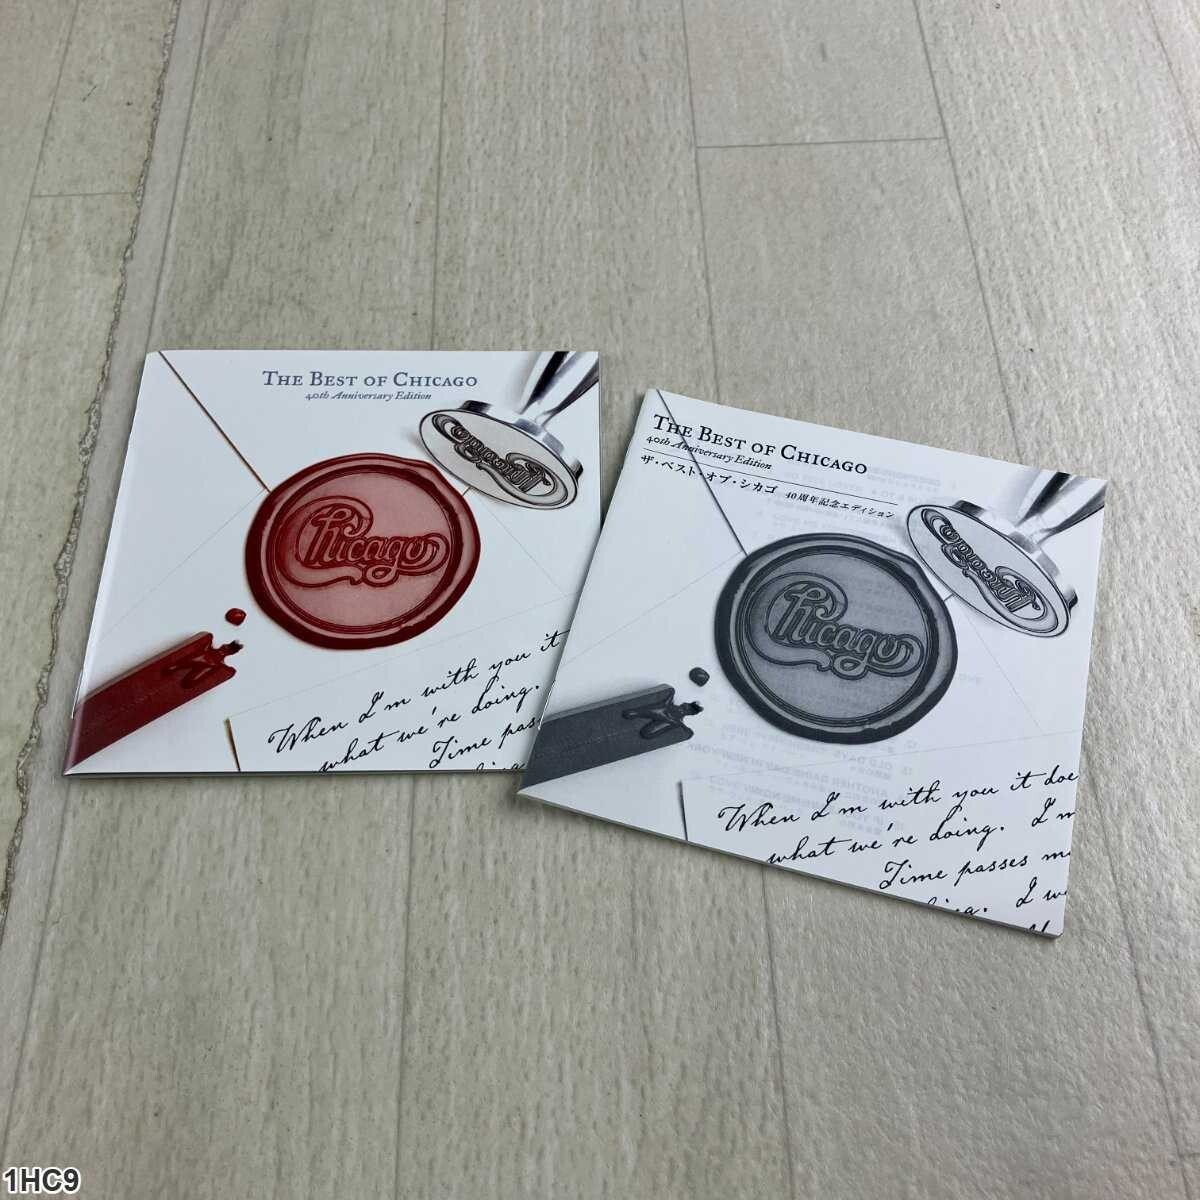 THE BEST OF CHICAGO
40th Anniversary Edition
Chicago
Chicago
When I'm with you it
what we're doing.
Time pas
THE BEST OF CHICAGO
40th Anniversary Edition
ザ・ベスト・オブ・シカゴ 40周年記念エディション
Chicago
Chicago
When I'm with you it doe
what we're doing. I'm
Time passes m
I w
1HC9